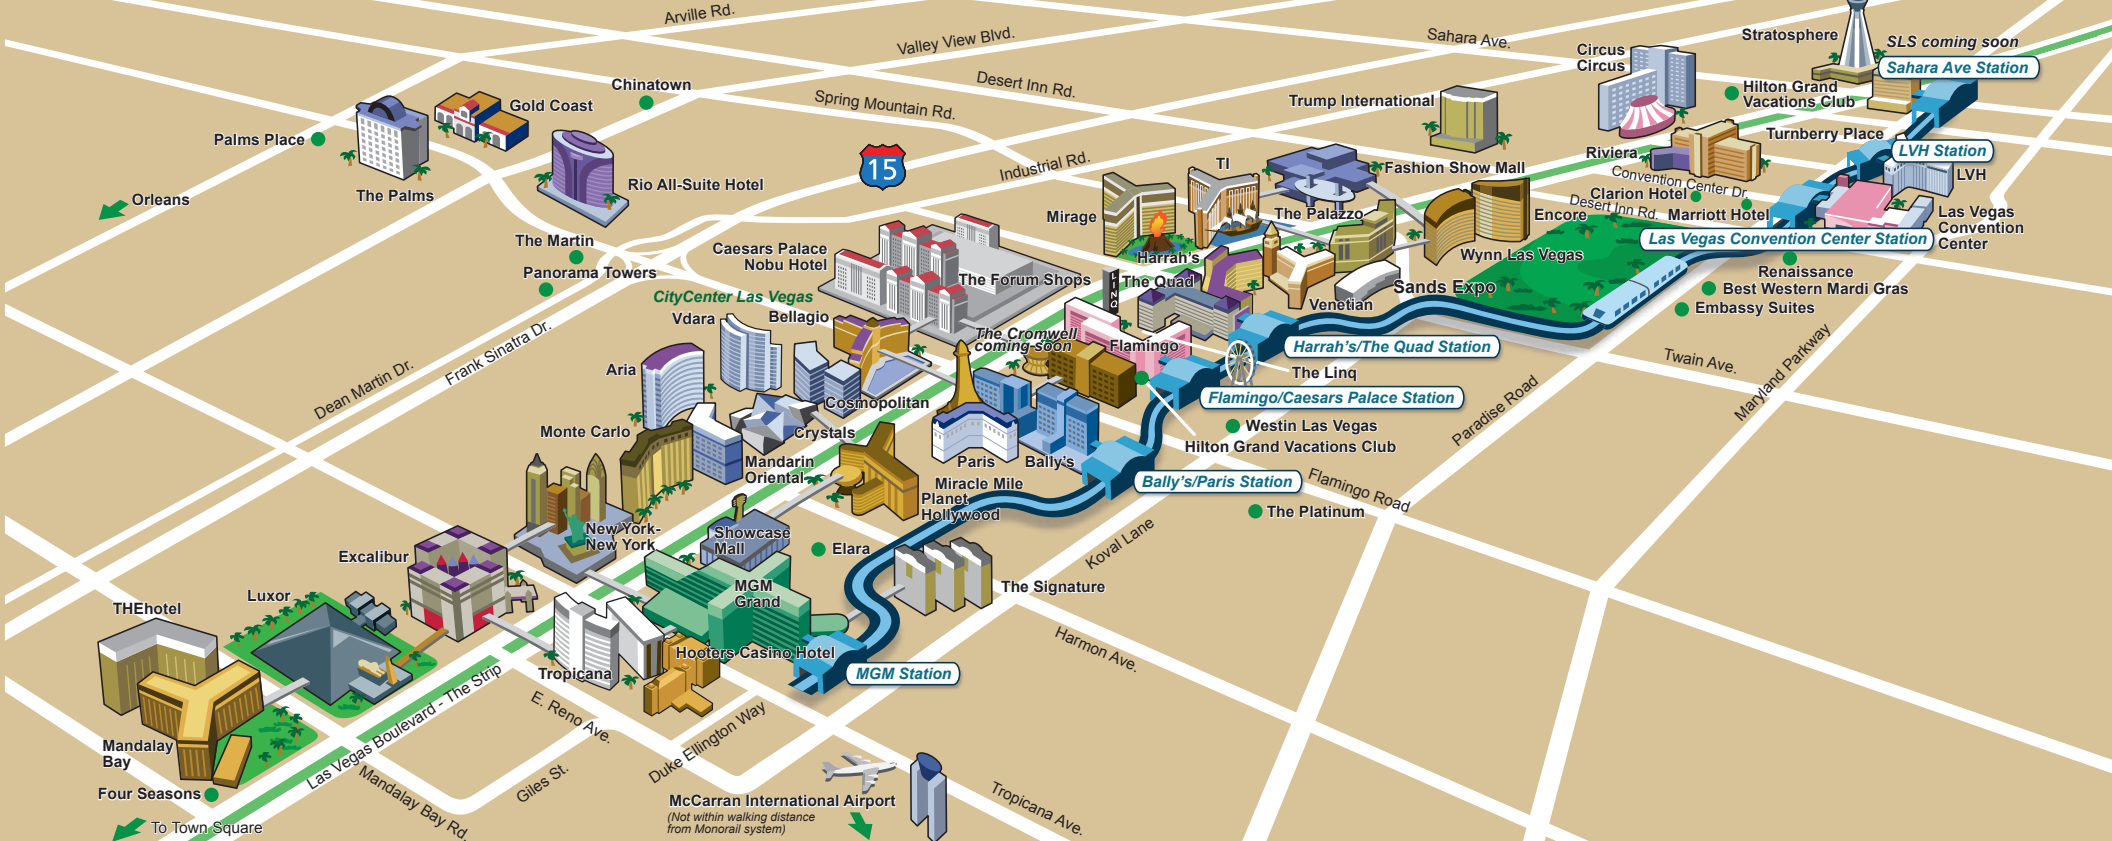 Arville Rd.
Valley View Blvd.
Sahara Ave.
Stratosphere
SLS coming soon
Sahara Ave Station
Circus
Circus
Hilton Grand
Vacations Club
Desert Inn Rd.
Spring Mountain Rd.
Trump International
Chinatown
Gold Coast
Palms Place
The Palms
Rio All-Suite Hotel
Orleans
15
Industrial Rd.
TI
Fashion Show Mall
Turnberry Place
LVH Station
LVH
Riviera
Convention Center Dr.
Clarion Hotel
Desert Inn Rd.
Marriott Hotel
Las Vegas
Convention
Center
Las Vegas Convention Center Station
Mirage
The Palazzo
Encore
Wynn Las Vegas
Harrah's
The Martin
Panorama Towers
Caesars Palace
Nobu Hotel
The Forum Shops
LINQ
The Quad
Sands Expo
Venetian
Renaissance
Best Western Mardi Gras
Embassy Suites
CityCenter Las Vegas
Vdara
Bellagio
The Cromwell
coming soon
Flamingo
Harrah's/The Quad Station
The Linq
Twain Ave.
Maryland Parkway
Paradise Road
Frank Sinatra Dr.
Dean Martin Dr.
Aria
Cosmopolitan
Flamingo/Caesars Palace Station
Westin Las Vegas
Hilton Grand Vacations Club
Monte Carlo
Crystals
Mandarin
Oriental
Paris
Bally's
Bally's/Paris Station
Flamingo Road
The Platinum
Miracle Mile
Planet
Hollywood
Koval Lane
New York-
New York
Showcase
Mall
Elara
Excalibur
MGM
Grand
The Signature
Luxor
THEhotel
Harmon Ave.
Hooters Casino Hotel
MGM Station
Tropicana
Las Vegas Boulevard - The Strip
E. Reno Ave.
Duke Ellington Way
Giles St.
Mandalay Bay Rd.
Mandalay
Bay
Four Seasons
To Town Square
McCarran International Airport
(Not within walking distance
from Monorail system)
Tropicana Ave.